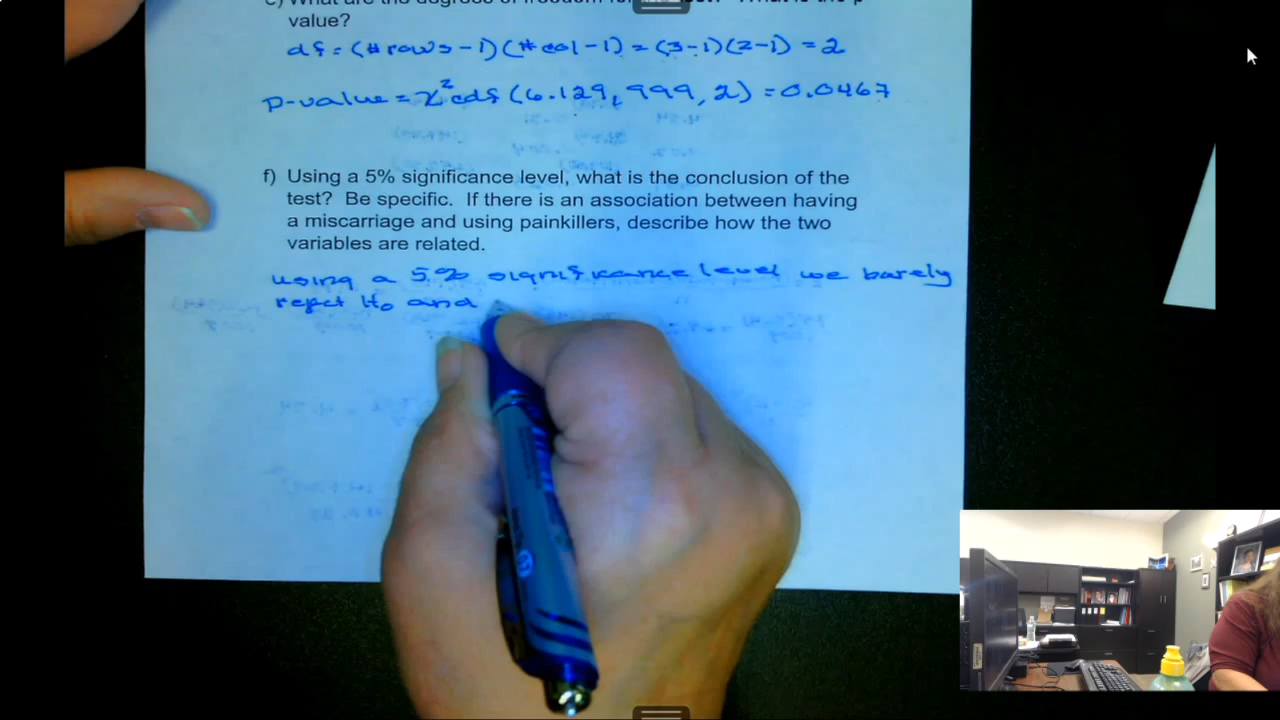 value?
df = (# rows - 1)(# col - 1) = (3-1)(2-1) = 2
p-value = χ²cdf (6.129, 999, 2) = 0.0467
f) Using a 5% significance level, what is the conclusion of the
test? Be specific. If there is an association between having
a miscarriage and using painkillers, describe how the two
variables are related.
using a 5% significance level we barely
reject H₀ and